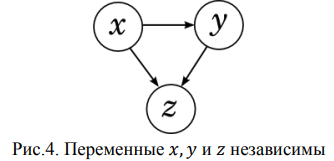 x y
z
Рис.4. Переменные x, y и z независимы